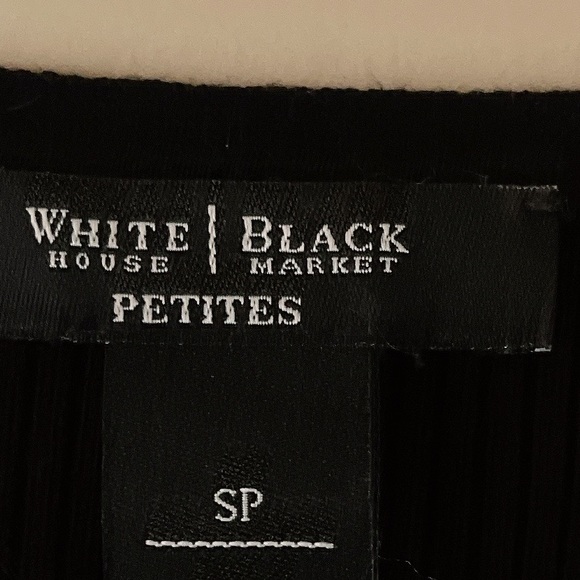 WHITE | BLACK
HOUSE | MARKET
PETITES
SP